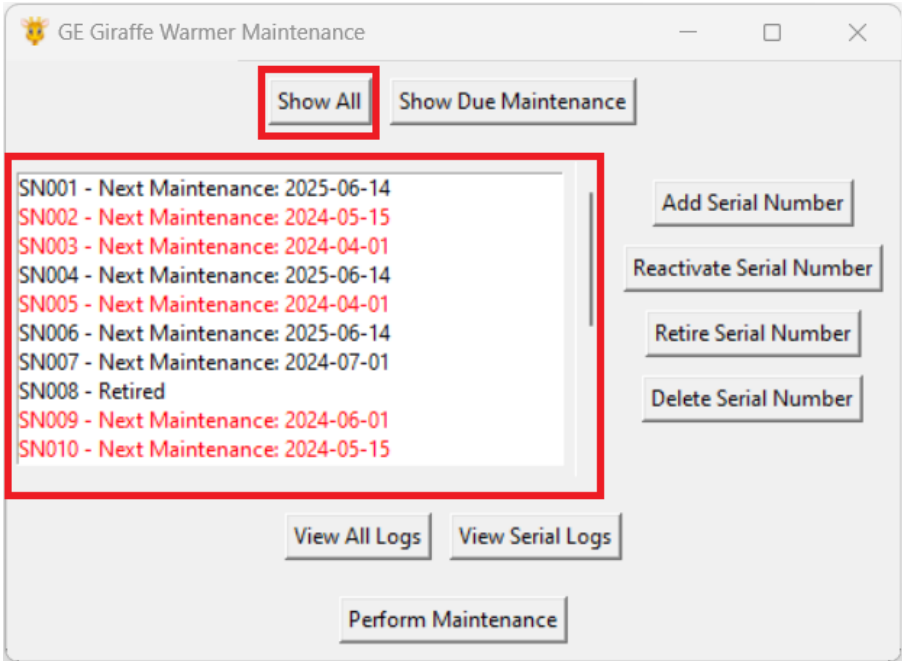 GE Giraffe Warmer Maintenance
Show All
Show Due Maintenance
SN001 - Next Maintenance: 2025-06-14
SN002 - Next Maintenance: 2024-05-15
SN003 - Next Maintenance: 2024-04-01
SN004 - Next Maintenance: 2025-06-14
SN005 - Next Maintenance: 2024-04-01
SN006 - Next Maintenance: 2025-06-14
SN007 - Next Maintenance: 2024-07-01
SN008 - Retired
SN009 - Next Maintenance: 2024-06-01
SN010 - Next Maintenance: 2024-05-15
Add Serial Number
Reactivate Serial Number
Retire Serial Number
Delete Serial Number
View All Logs
View Serial Logs
Perform Maintenance